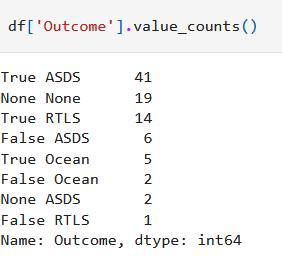 df['Outcome'].value_counts()
True ASDS 41
None None 19
True RTLS 14
False ASDS 6
True Ocean 5
False Ocean 2
None ASDS 2
False RTLS 1
Name: Outcome, dtype: int64